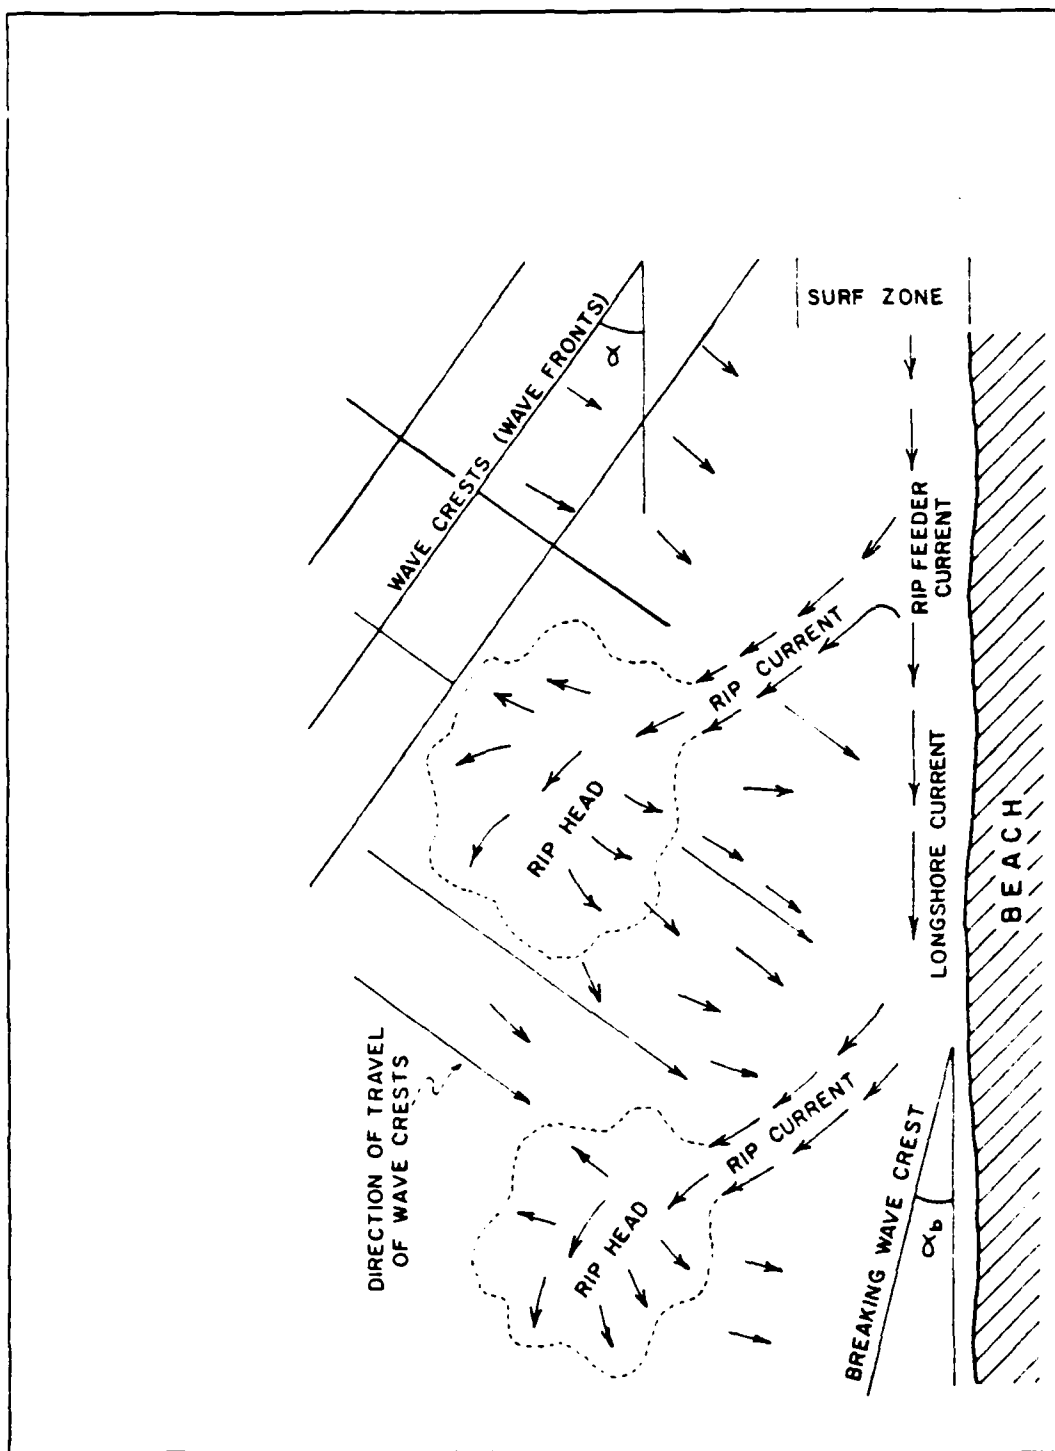 WAVE CRESTS (WAVE FRONTS)
α
SURF ZONE
RIP FEEDER
CURRENT
RIP CURRENT
RIP HEAD
LONGSHORE CURRENT
BEACH
DIRECTION OF TRAVEL
OF WAVE CRESTS
RIP CURRENT
RIP HEAD
BREAKING WAVE CREST
αb